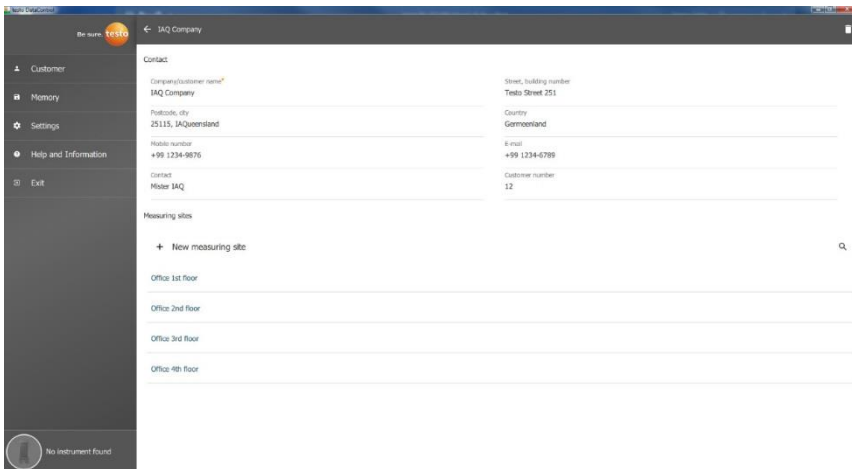 testo DataControl
Be sure. testo
IAQ Company
Customer
Memory
Settings
Help and Information
Exit
Contact
Company/customer name*
IAQ Company
Street, building number
Testo Street 251
Postcode, city
25115, IAQueensland
Country
Germeenland
Mobile number
+99 1234-9876
E-mail
+99 1234-6789
Contact
Mister IAQ
Customer number
12
Measuring sites
+ New measuring site
Office 1st floor
Office 2nd floor
Office 3rd floor
Office 4th floor
No instrument found